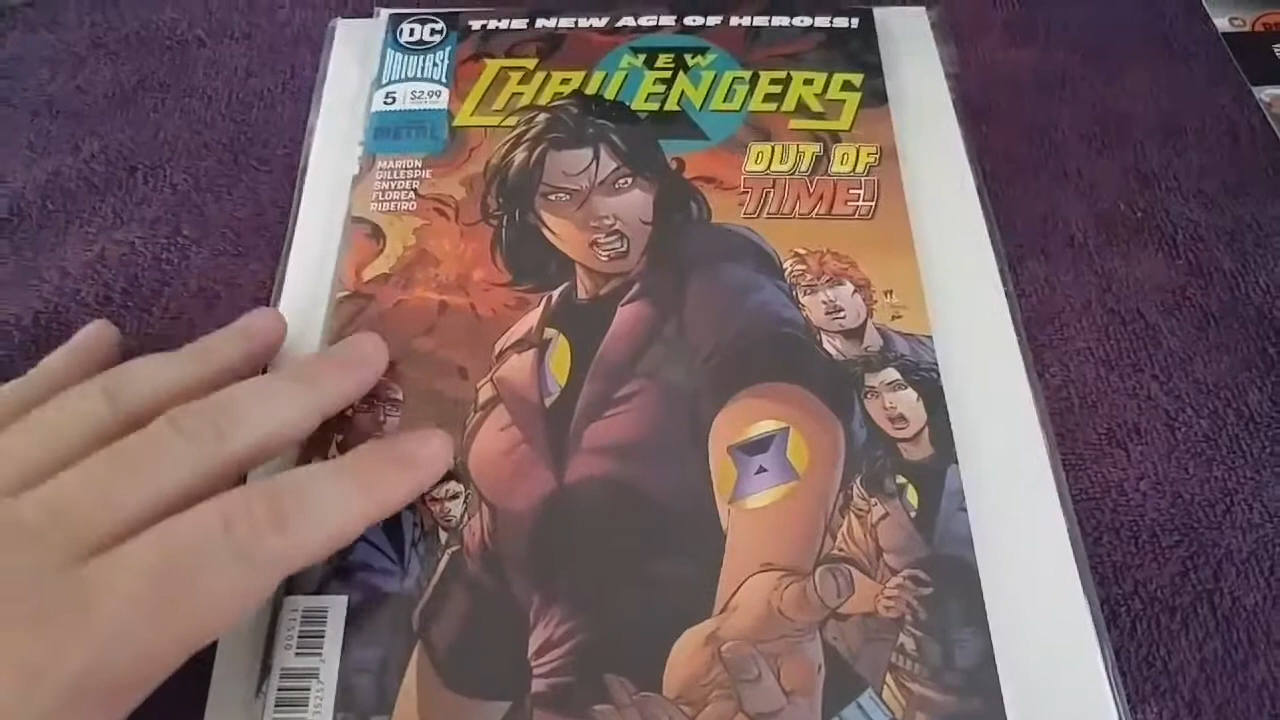 THE NEW AGE OF HEROES!
DC
UNIVERSE
5 $2.99
METAL
NEW
CHALLENGERS
OUT OF
TIME!
MARION
GILLESPIE
SNYDER
FLOREA
RIBEIRO
00511